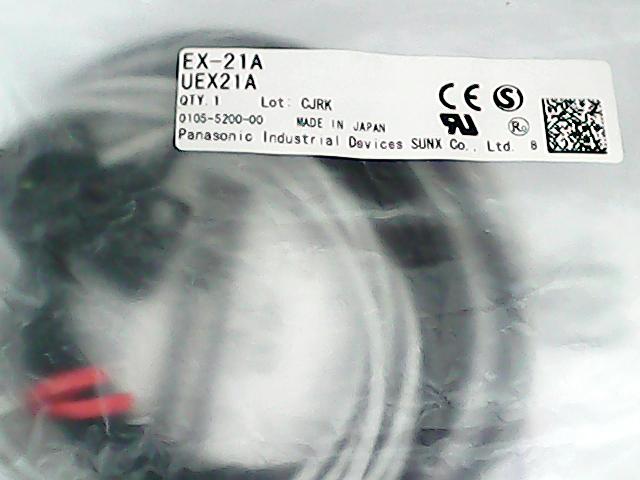 EX-21A
UEX21A
QTY. 1 Lot: CJRK
0105-5200-00 MADE IN JAPAN
Panasonic Industrial Devices SUNX Co., Ltd. 8
CE S
R